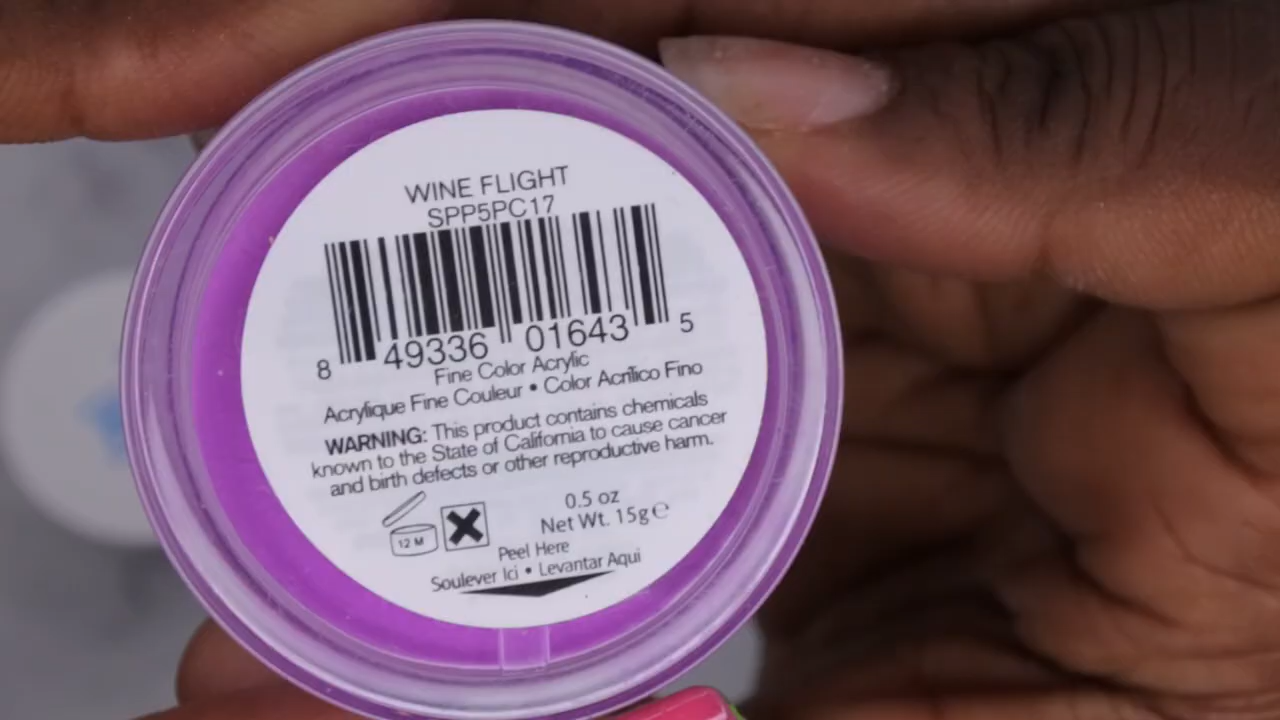 WINE FLIGHT
SPP5PC17
8 49336 01643 5
Fine Color Acrylic
Acrylique Fine Couleur • Color Acrílico Fino
WARNING: This product contains chemicals
known to the State of California to cause cancer
and birth defects or other reproductive harm.
0.5 oz
12 M Net Wt. 15g℮
Peel Here
Soulever Ici • Levantar Aqui